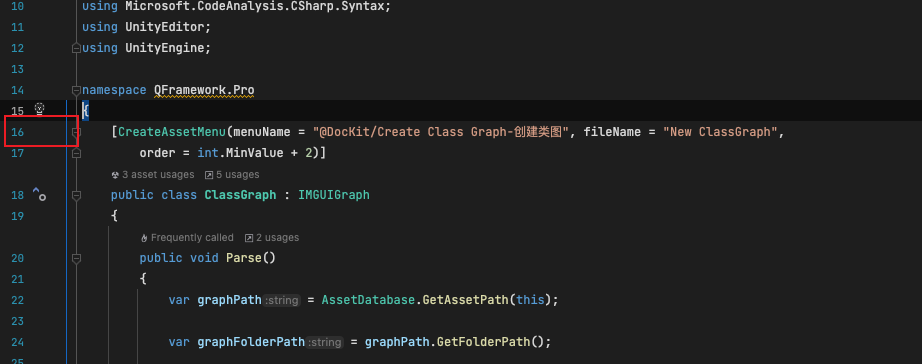 10 using Microsoft.CodeAnalysis.CSharp.Syntax;
11 using UnityEditor;
12 using UnityEngine;
13
14 namespace QFramework.Pro
15 {
16 [CreateAssetMenu(menuName = "@DocKit/Create Class Graph-创建类图", fileName = "New ClassGraph",
17 order = int.MinValue + 2)]
3 asset usages 5 usages
18 public class ClassGraph : IMGUIGraph
19 {
Frequently called 2 usages
20 public void Parse()
21 {
22 var graphPath :string = AssetDatabase.GetAssetPath(this);
23
24 var graphFolderPath :string = graphPath.GetFolderPath();
25